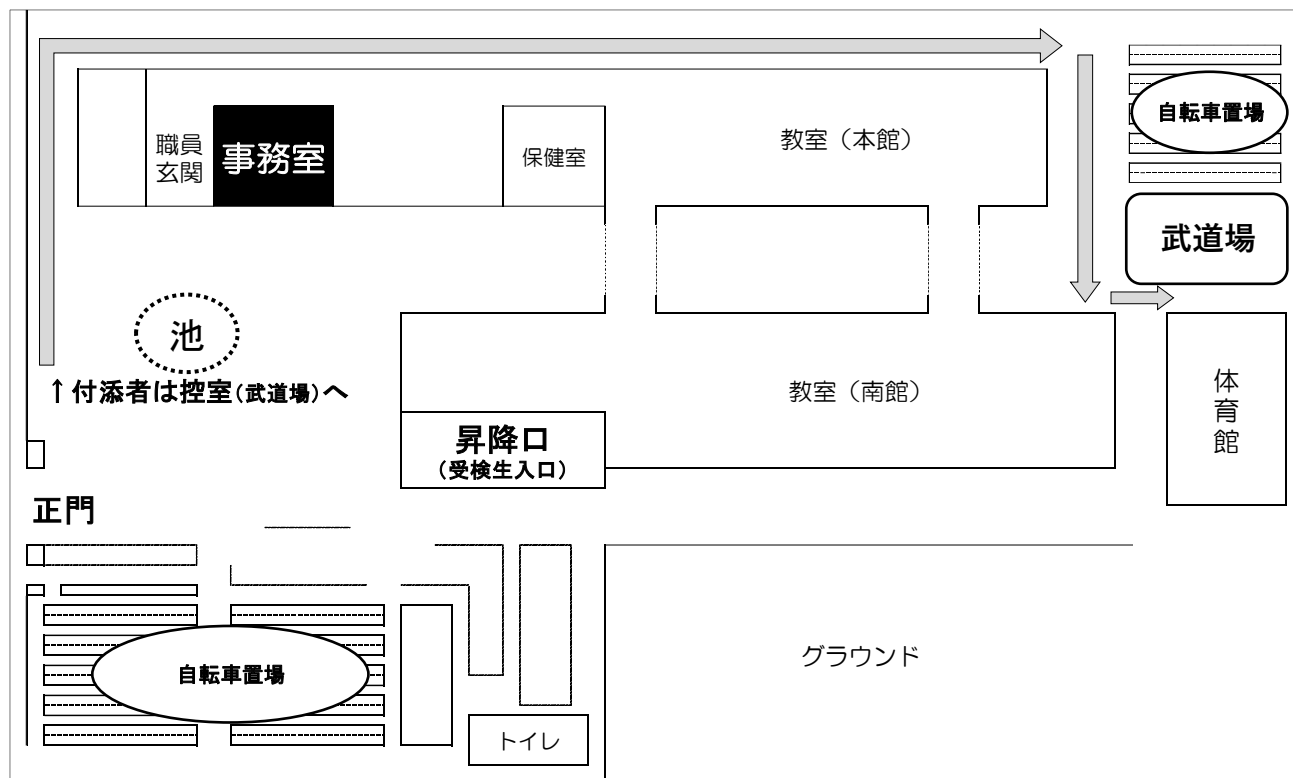 自転車置場
職員
玄関
事務室
保健室
教室（本館）
武道場
池
↑付添者は控室(武道場)へ
教室（南館）
体育館
昇降口
(受検生入口)
正門
グラウンド
自転車置場
トイレ